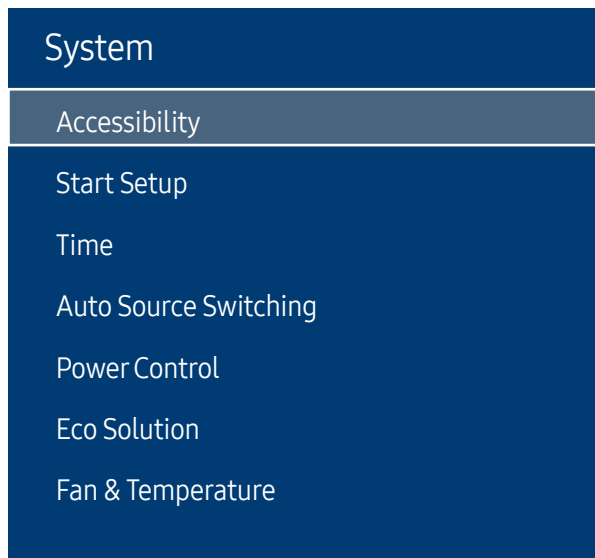 System
Accessibility
Start Setup
Time
Auto Source Switching
Power Control
Eco Solution
Fan & Temperature